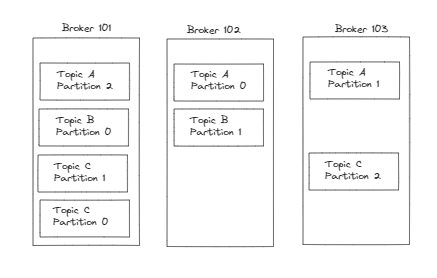 Broker 101
Topic A
Partition 2
Topic B
Partition 0
Topic C
Partition 1
Topic C
Partition 0
Broker 102
Topic A
Partition 0
Topic B
Partition 1
Broker 103
Topic A
Partition 1
Topic C
Partition 2